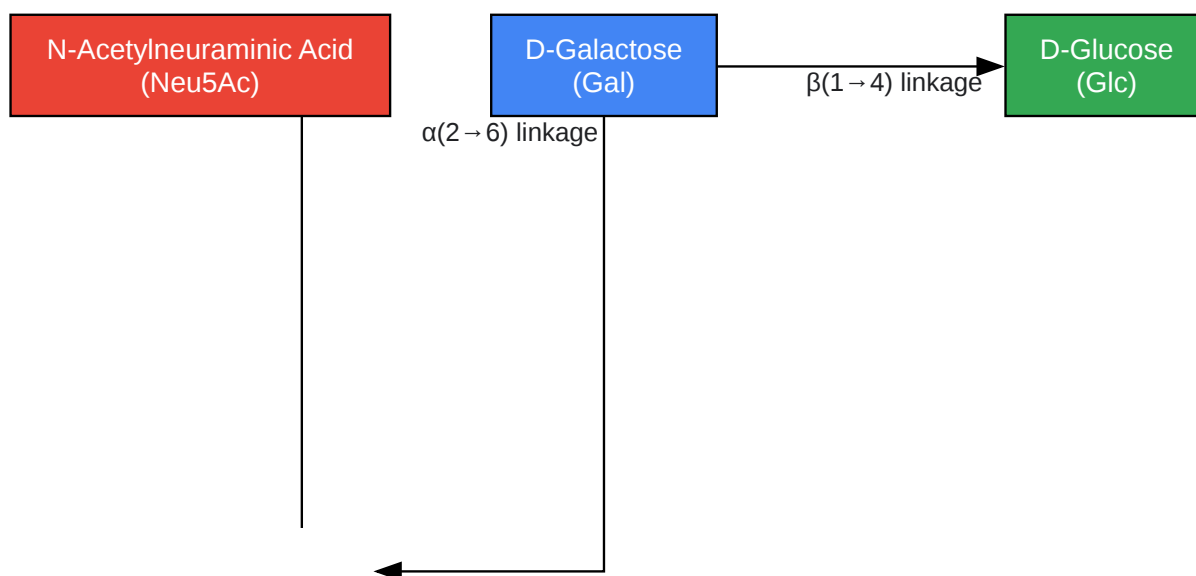 N-Acetylneuraminic Acid
(Neu5Ac)
D-Galactose
(Gal)
D-Glucose
(Glc)
β(1→4) linkage
α(2→6) linkage